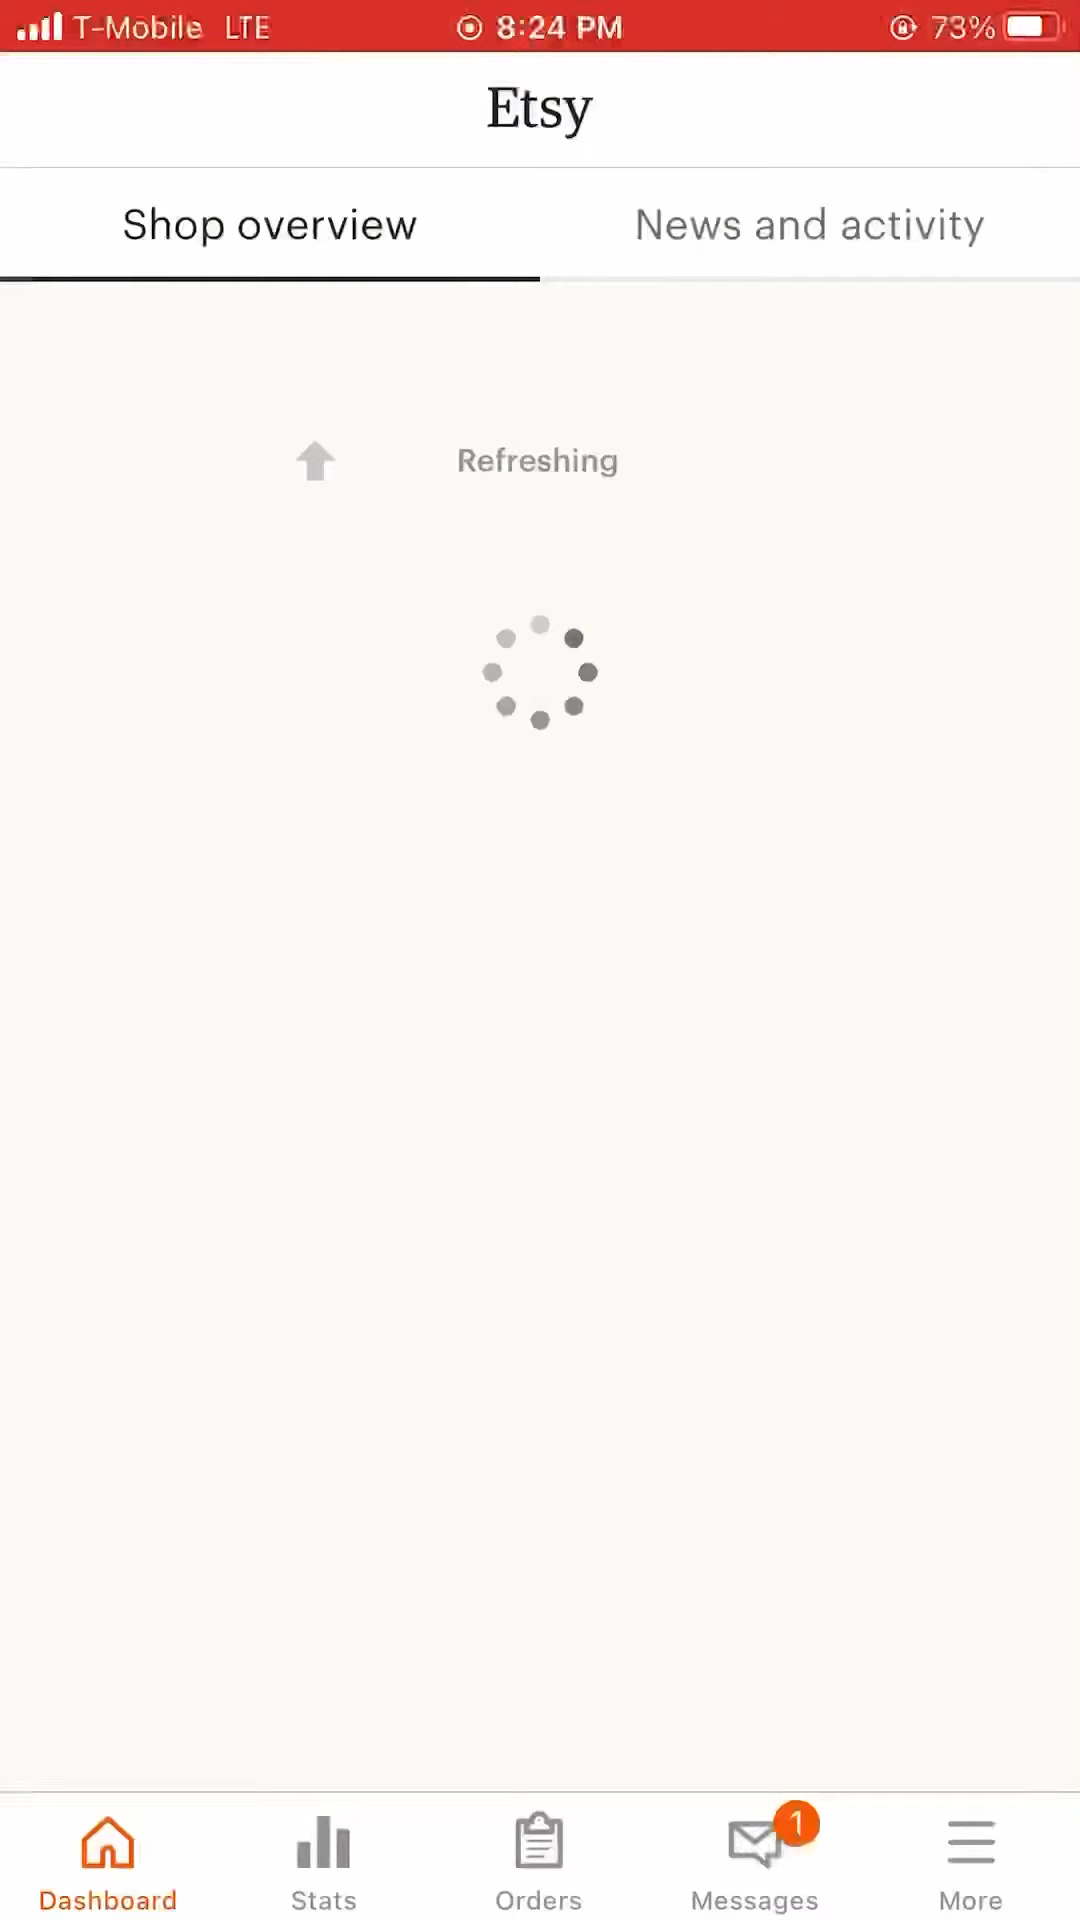 T-Mobile LTE 8:24 PM 73%
Etsy
Shop overview News and activity
Refreshing
1
Dashboard Stats Orders Messages More